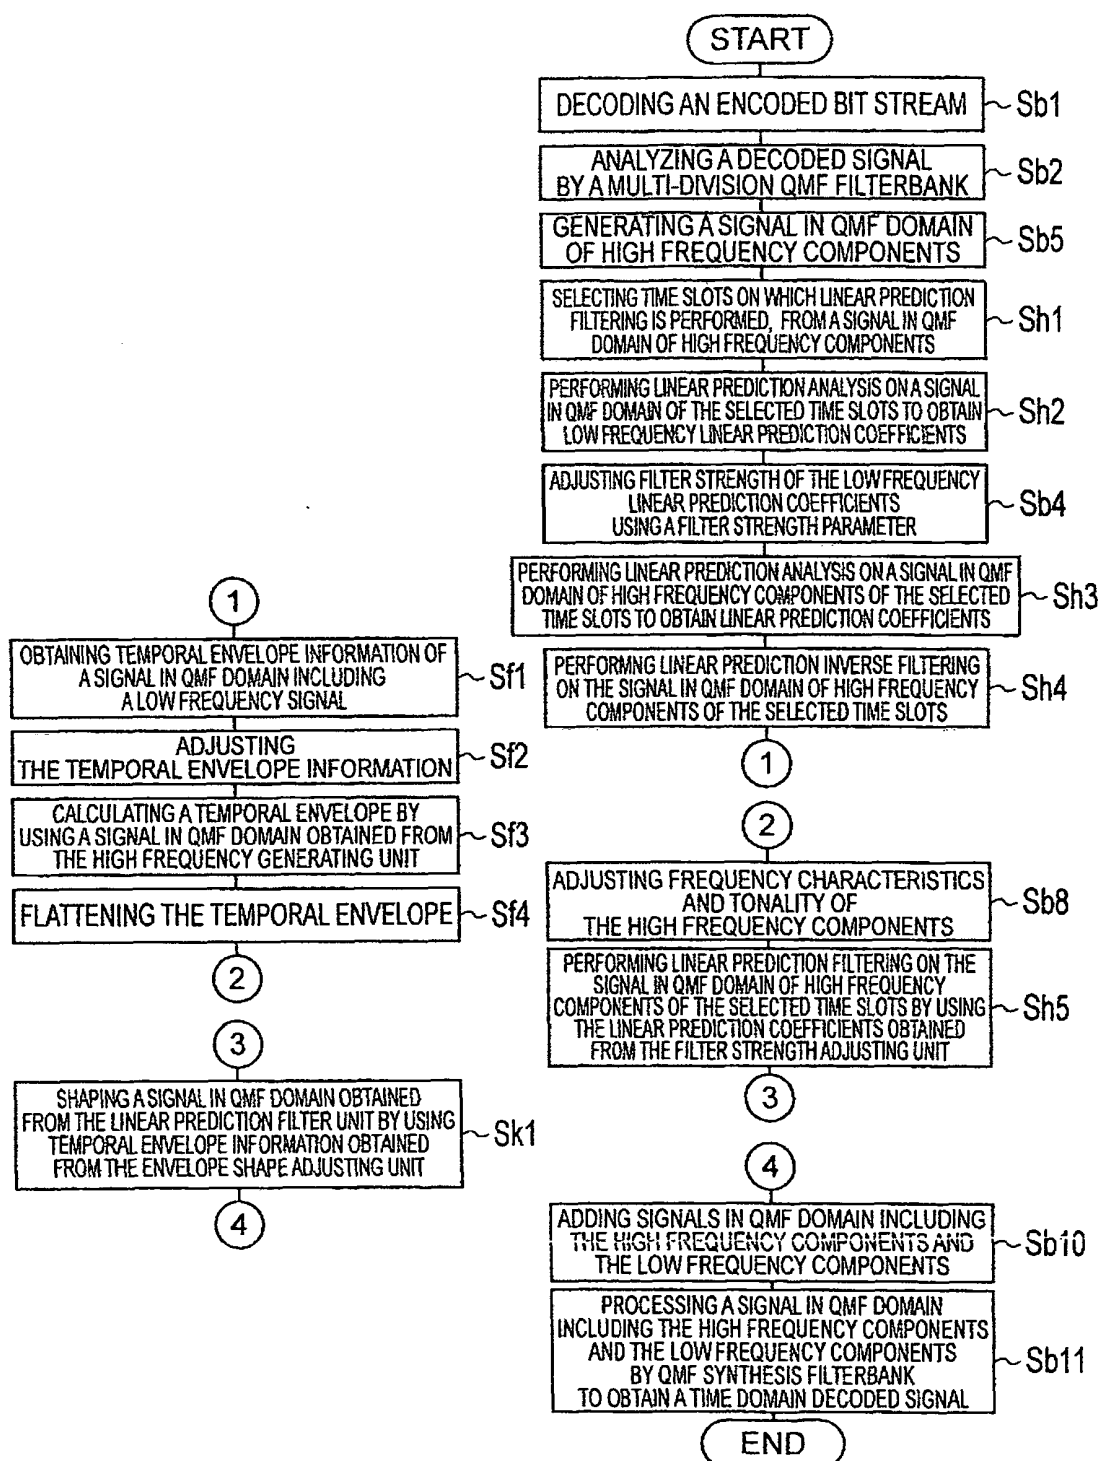 START
DECODING AN ENCODED BIT STREAM
Sb1
ANALYZING A DECODED SIGNAL
BY A MULTI-DIVISION QMF FILTERBANK
Sb2
GENERATING A SIGNAL IN QMF DOMAIN
OF HIGH FREQUENCY COMPONENTS
Sb5
SELECTING TIME SLOTS ON WHICH LINEAR PREDICTION
FILTERING IS PERFORMED, FROM A SIGNAL IN QMF
DOMAIN OF HIGH FREQUENCY COMPONENTS
Sh1
PERFORMING LINEAR PREDICTION ANALYSIS ON A SIGNAL
IN QMF DOMAIN OF THE SELECTED TIME SLOTS TO OBTAIN
LOW FREQUENCY LINEAR PREDICTION COEFFICIENTS
Sh2
ADJUSTING FILTER STRENGTH OF THE LOW FREQUENCY
LINEAR PREDICTION COEFFICIENTS
USING A FILTER STRENGTH PARAMETER
Sb4
PERFORMING LINEAR PREDICTION ANALYSIS ON A SIGNAL IN QMF
DOMAIN OF HIGH FREQUENCY COMPONENTS OF THE SELECTED
TIME SLOTS TO OBTAIN LINEAR PREDICTION COEFFICIENTS
Sh3
PERFORMNG LINEAR PREDICTION INVERSE FILTERING
ON THE SIGNAL IN QMF DOMAIN OF HIGH FREQUENCY
COMPONENTS OF THE SELECTED TIME SLOTS
Sh4
1
1
OBTAINING TEMPORAL ENVELOPE INFORMATION OF
A SIGNAL IN QMF DOMAIN INCLUDING
A LOW FREQUENCY SIGNAL
Sf1
ADJUSTING
THE TEMPORAL ENVELOPE INFORMATION
Sf2
CALCULATING A TEMPORAL ENVELOPE BY
USING A SIGNAL IN QMF DOMAIN OBTAINED FROM
THE HIGH FREQUENCY GENERATING UNIT
Sf3
FLATTENING THE TEMPORAL ENVELOPE
Sf4
2
2
ADJUSTING FREQUENCY CHARACTERISTICS
AND TONALITY OF
THE HIGH FREQUENCY COMPONENTS
Sb8
PERFORMING LINEAR PREDICTION FILTERING ON THE
SIGNAL IN QMF DOMAIN OF HIGH FREQUENCY
COMPONENTS OF THE SELECTED TIME SLOTS BY USING
THE LINEAR PREDICTION COEFFICIENTS OBTAINED
FROM THE FILTER STRENGTH ADJUSTING UNIT
Sh5
3
3
SHAPING A SIGNAL IN QMF DOMAIN OBTAINED
FROM THE LINEAR PREDICTION FILTER UNIT BY USING
TEMPORAL ENVELOPE INFORMATION OBTAINED
FROM THE ENVELOPE SHAPE ADJUSTING UNIT
Sk1
4
4
ADDING SIGNALS IN QMF DOMAIN INCLUDING
THE HIGH FREQUENCY COMPONENTS AND
THE LOW FREQUENCY COMPONENTS
Sb10
PROCESSING A SIGNAL IN QMF DOMAIN
INCLUDING THE HIGH FREQUENCY COMPONENTS
AND THE LOW FREQUENCY COMPONENTS
BY QMF SYNTHESIS FILTERBANK
TO OBTAIN A TIME DOMAIN DECODED SIGNAL
Sb11
END